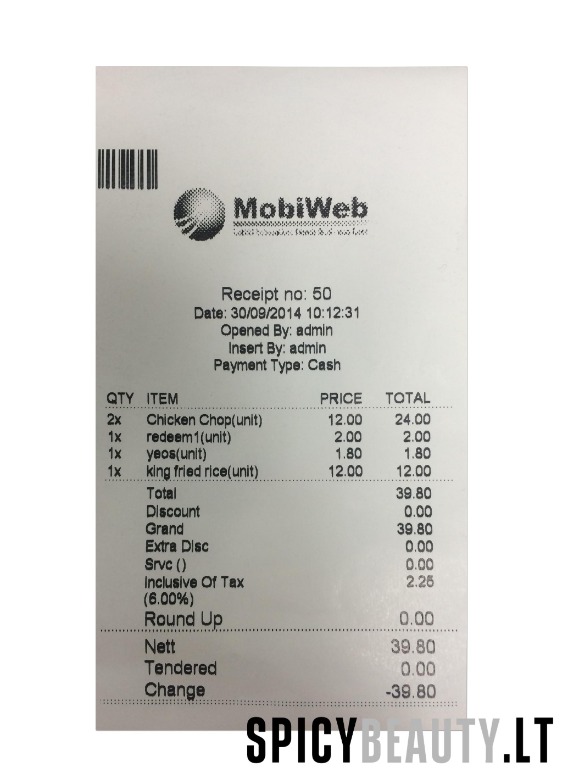 MobiWeb
Receipt no: 50
Date: 30/09/2014 10:12:31
Opened By: admin
Insert By: admin
Payment Type: Cash
QTY ITEM PRICE TOTAL
2x Chicken Chop(unit) 12.00 24.00
1x redeem1(unit) 2.00 2.00
1x yeos(unit) 1.80 1.80
1x king fried rice(unit) 12.00 12.00
Total 39.80
Discount 0.00
Grand 39.80
Extra Disc 0.00
Srvc () 0.00
Inclusive Of Tax 2.25
(6.00%)
Round Up 0.00
Nett 39.80
Tendered 0.00
Change -39.80
SPICYBEAUTY.LT